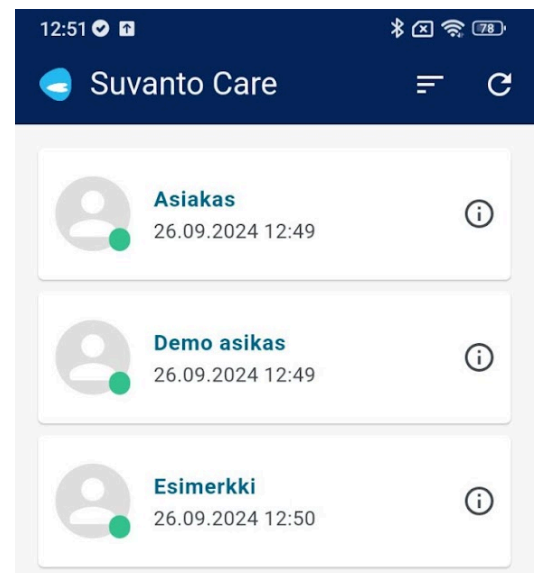 12:51
78
Suvanto Care
Asiakas
26.09.2024 12:49
Demo asikas
26.09.2024 12:49
Esimerkki
26.09.2024 12:50